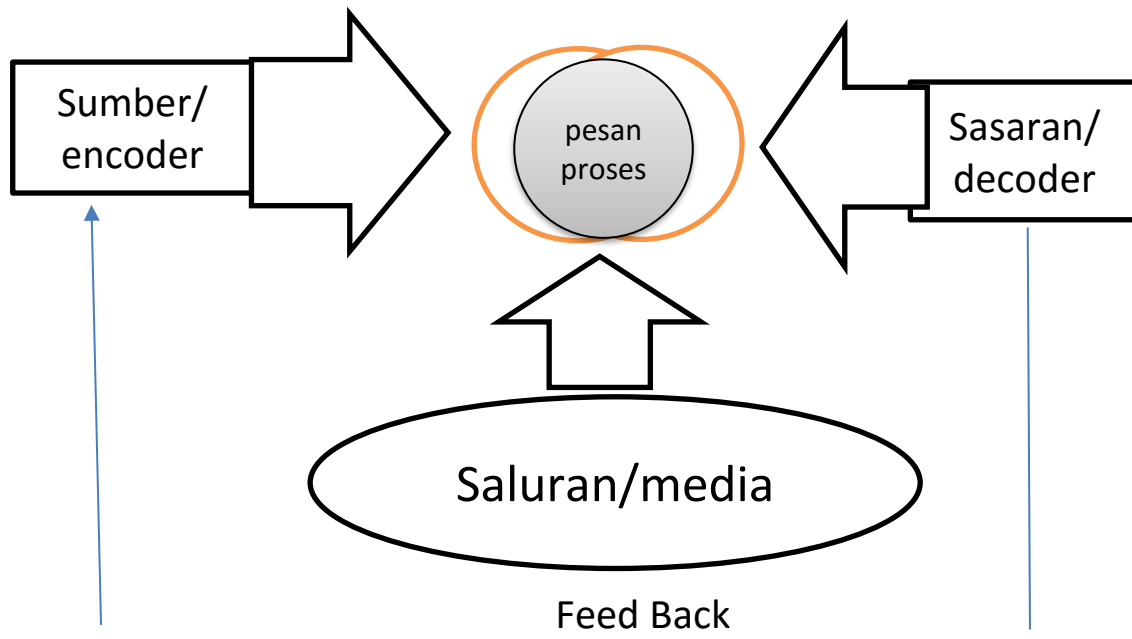 Sumber/
encoder
pesan
proses
Sasaran/
decoder
Saluran/media
Feed Back